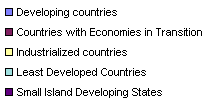 Developing countries
Countries with Economies in Transition
Industrialized countries
Least Developed Countries
Small Island Developing States